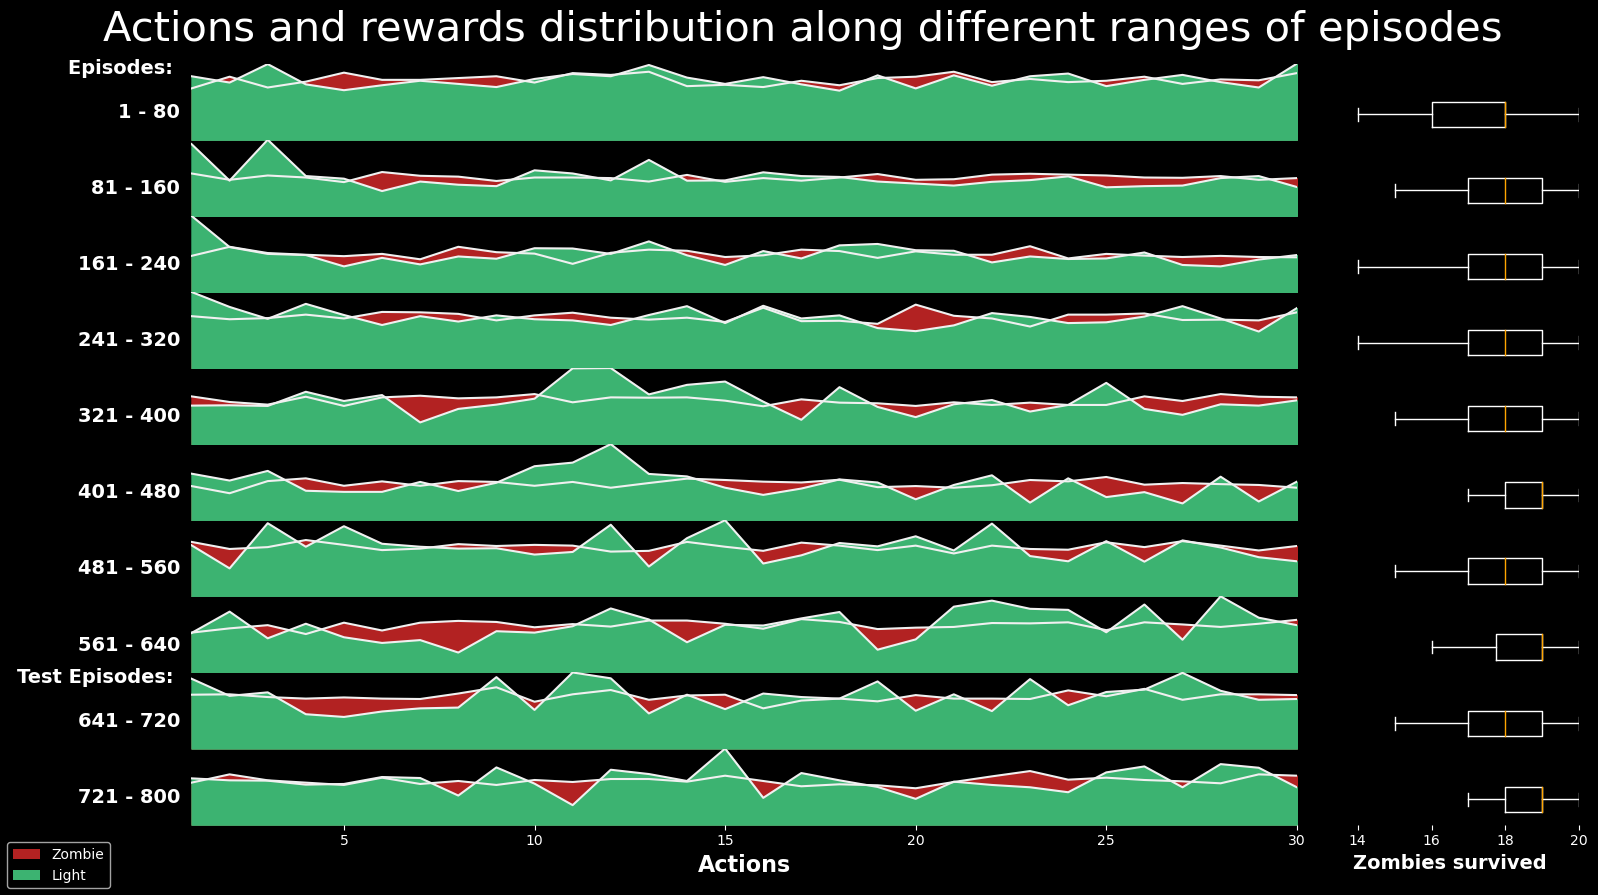 Actions and rewards distribution along different ranges of episodes
Episodes:
1 - 80
81 - 160
161 - 240
241 - 320
321 - 400
401 - 480
481 - 560
561 - 640
Test Episodes:
641 - 720
721 - 800
5 10 15 20 25 30
Actions
14 16 18 20
Zombies survived
Zombie
Light